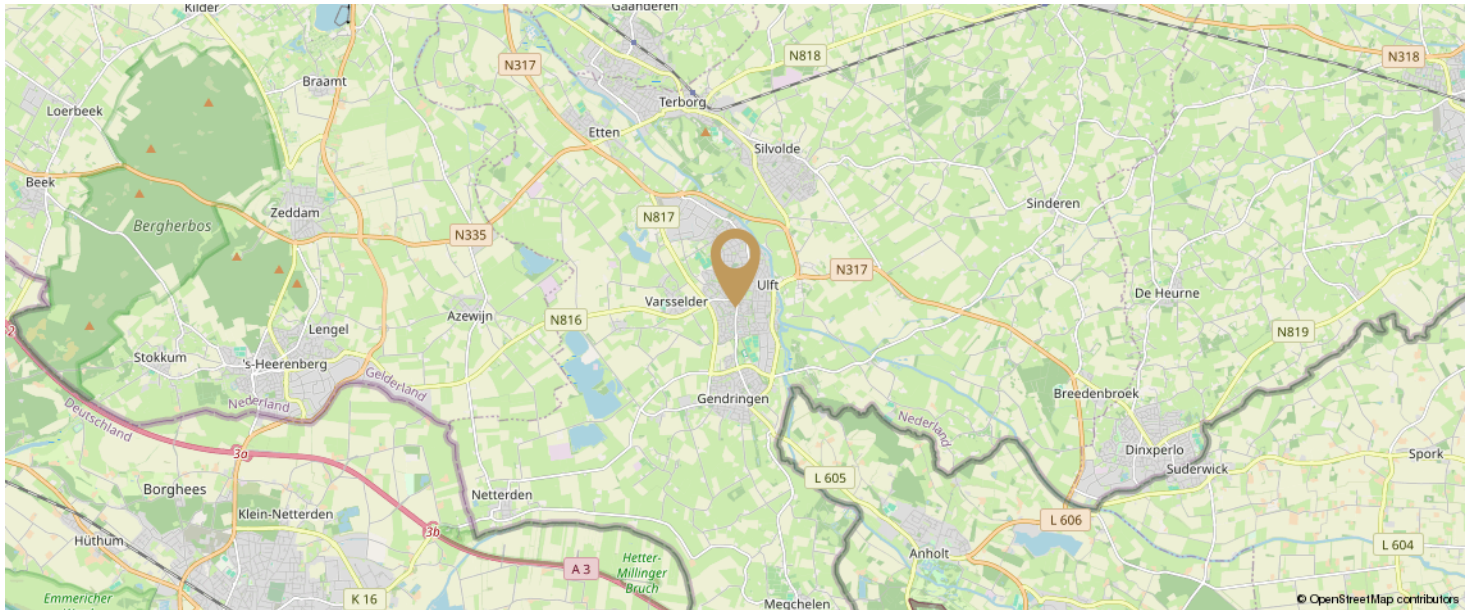 Kilder
Gaanderen
N318
N818
N317
Braamt
Terborg
Loerbeek
Etten
Silvolde
Beek
Sinderen
Zeddam
N817
Bergherbos
N335
N317
Ulft
De Heurne
Varsselder
Azewijn
N816
Lengel
N819
Stokkum
's-Heerenberg
Gelderland
Breedenbroek
Gendringen
Nederland
Nederland
Deutschland
Dinxperlo
3a
Spork
Suderwick
L 605
Borghees
Netterden
Klein-Netterden
L 606
3b
Hüthum
L 604
Anholt
Hetter-
Millinger
Bruch
A 3
Emmericher
K 16
Megchelen
© OpenStreetMap contributors